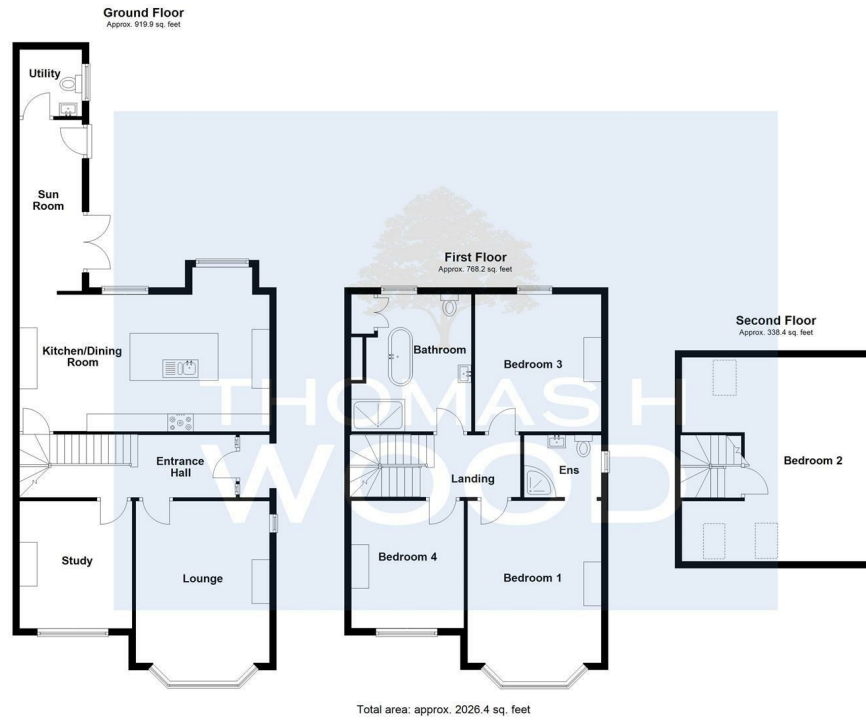 Ground Floor
Approx. 919.9 sq. feet
Utility
Sun
Room
Kitchen/Dining
Room
Entrance
Hall
Study
Lounge
First Floor
Approx. 768.2 sq. feet
Bathroom
Bedroom 3
Landing
Ens
Bedroom 4
Bedroom 1
Second Floor
Approx. 338.4 sq. feet
Bedroom 2
THOMAS H
WOOD
Total area: approx. 2026.4 sq. feet